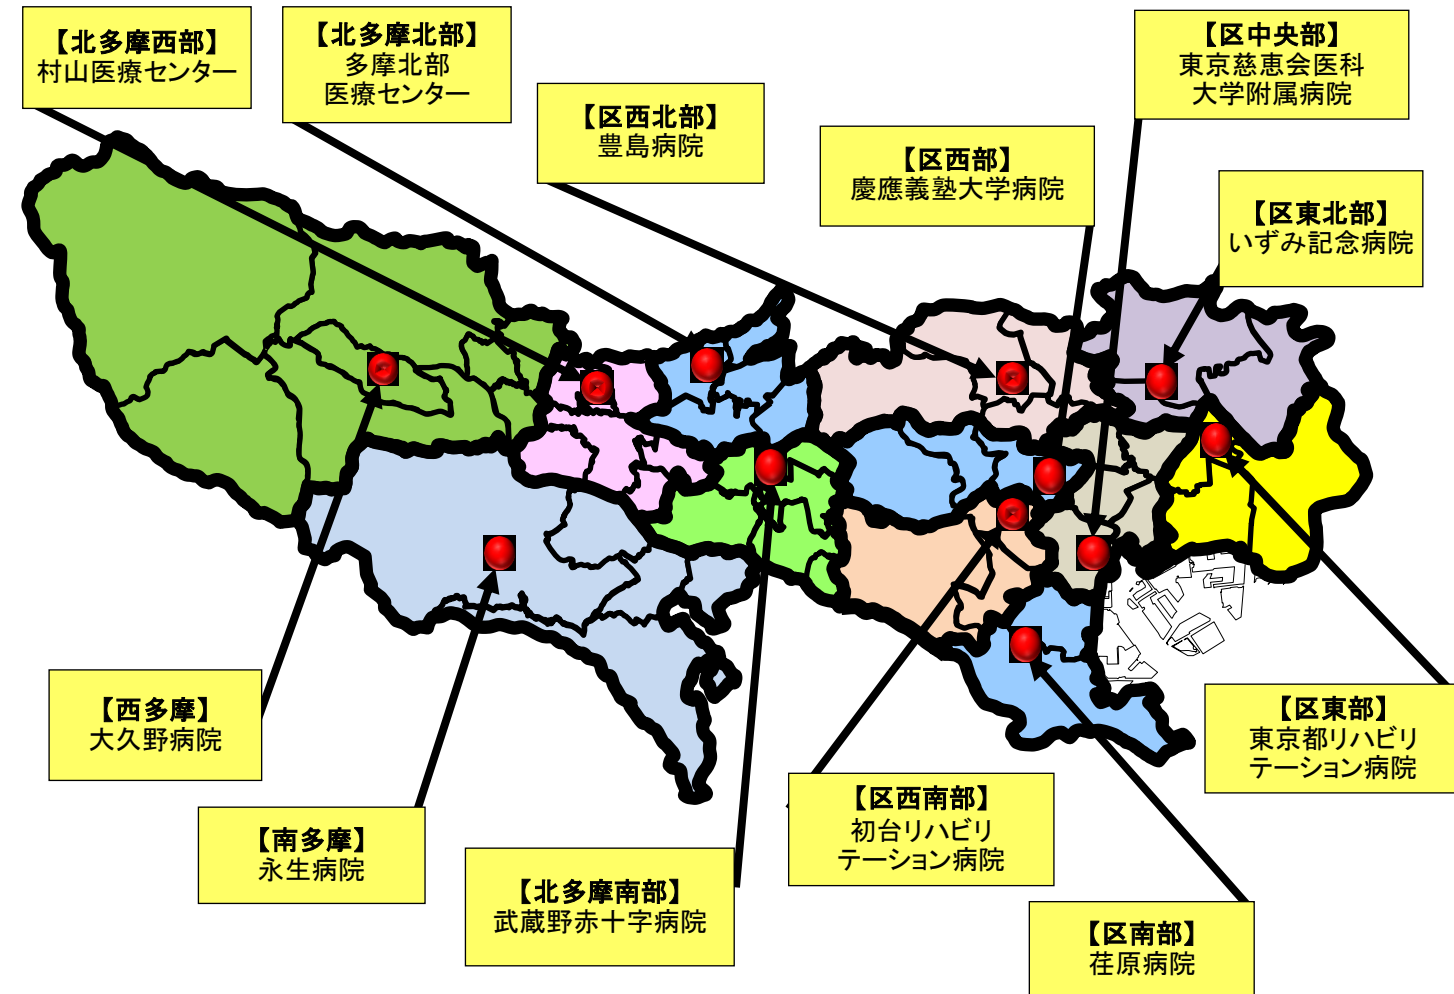 【北多摩西部】
村山医療センター
【北多摩北部】
多摩北部
医療センター
【区西北部】
豊島病院
【区西部】
慶應義塾大学病院
【区中央部】
東京慈恵会医科
大学附属病院
【区東北部】
いずみ記念病院
【西多摩】
大久野病院
【南多摩】
永生病院
【北多摩南部】
武蔵野赤十字病院
【区西南部】
初台リハビリ
テーション病院
【区東部】
東京都リハビリ
テーション病院
【区南部】
荏原病院